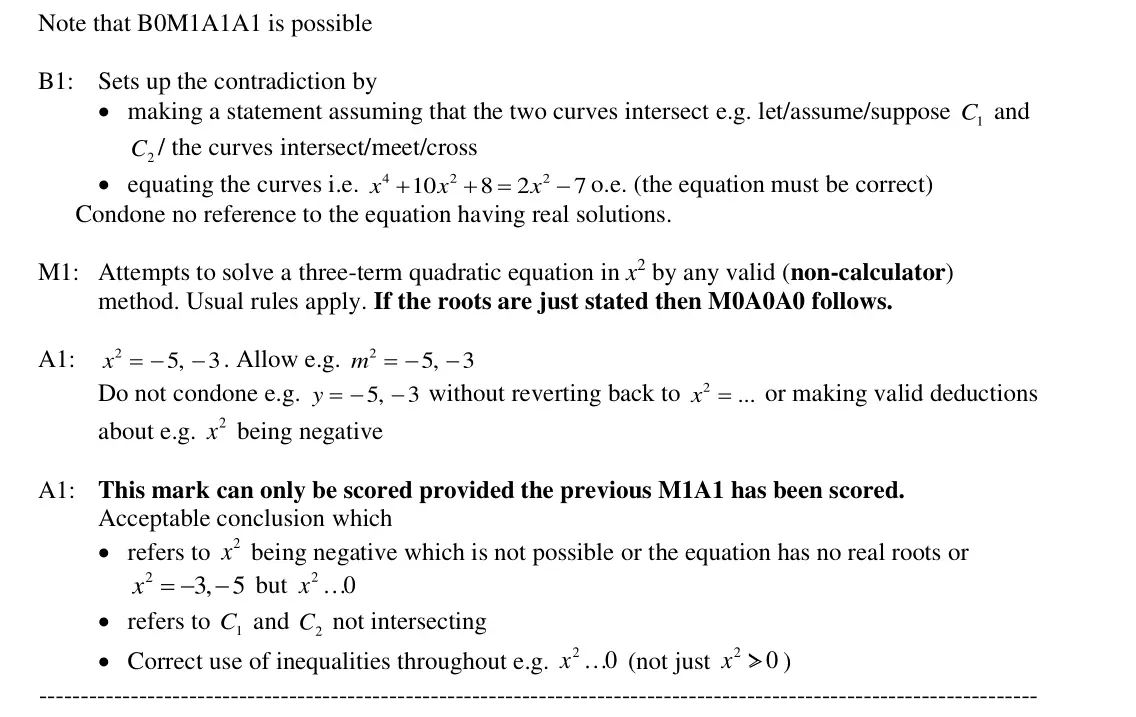 Note that B0M1A1A1 is possible
B1: Sets up the contradiction by
• making a statement assuming that the two curves intersect e.g. let/assume/suppose C₁ and
C₂/ the curves intersect/meet/cross
• equating the curves i.e. x⁴ +10x² +8 = 2x² − 7 o.e. (the equation must be correct)
Condone no reference to the equation having real solutions.
M1: Attempts to solve a three-term quadratic equation in x² by any valid (non-calculator)
method. Usual rules apply. If the roots are just stated then M0A0A0 follows.
A1: x² = −5, −3. Allow e.g. m² = −5, −3
Do not condone e.g. y = −5, −3 without reverting back to x² = ... or making valid deductions
about e.g. x² being negative
A1: This mark can only be scored provided the previous M1A1 has been scored.
Acceptable conclusion which
• refers to x² being negative which is not possible or the equation has no real roots or
x² = −3, −5 but x² …0
• refers to C₁ and C₂ not intersecting
• Correct use of inequalities throughout e.g. x² …0 (not just x² > 0)